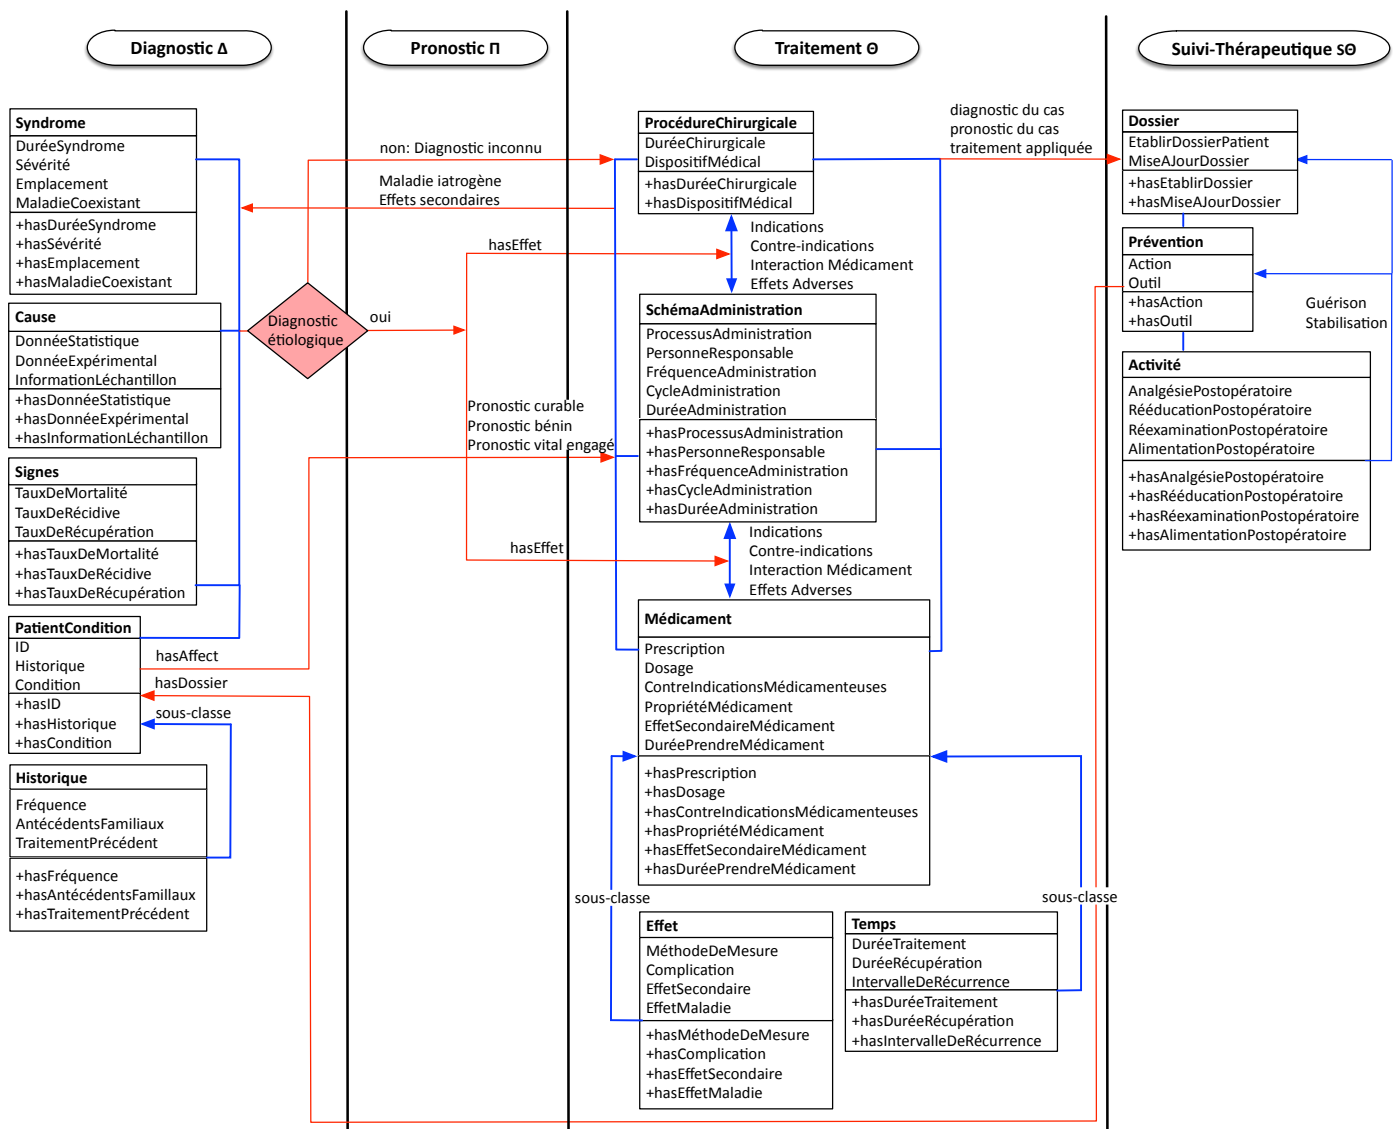 Diagnostic Δ
Pronostic Π
Traitement Θ
Suivi-Thérapeutique SΘ
Syndrome
DuréeSyndrome
Sévérité
Emplacement
MaladieCoexistant
+hasDuréeSyndrome
+hasSévérité
+hasEmplacement
+hasMaladieCoexistant
Cause
DonnéeStatistique
DonnéeExpérimental
InformationLéchantillon
+hasDonnéeStatistique
+hasDonnéeExpérimental
+hasInformationLéchantillon
Signes
TauxDeMortalité
TauxDeRécidive
TauxDeRécupération
+hasTauxDeMortalité
+hasTauxDeRécidive
+hasTauxDeRécupération
PatientCondition
ID
Historique
Condition
+hasID
+hasHistorique
+hasCondition
Historique
Fréquence
AntécédentsFamiliaux
TraitementPrécédent
+hasFréquence
+hasAntécédentsFamillaux
+hasTraitementPrécédent
Diagnostic
étiologique
hasAffect
hasDossier
sous-classe
non: Diagnostic inconnu
Maladie iatrogène
Effets secondaires
oui
hasEffet
Pronostic curable
Pronostic bénin
Pronostic vital engagé
hasEffet
ProcédureChirurgicale
DuréeChirurgicale
DispositifMédical
+hasDuréeChirurgicale
+hasDispositifMédical
Indications
Contre-indications
Interaction Médicament
Effets Adverses
SchémaAdministration
ProcessusAdministration
PersonneResponsable
FréquenceAdministration
CycleAdministration
DuréeAdministration
+hasProcessusAdministration
+hasPersonneResponsable
+hasFréquenceAdministration
+hasCycleAdministration
+hasDuréeAdministration
Indications
Contre-indications
Interaction Médicament
Effets Adverses
Médicament
Prescription
Dosage
ContreIndicationsMédicamenteuses
PropriétéMédicament
EffetSecondaireMédicament
DuréePrendreMédicament
+hasPrescription
+hasDosage
+hasContreIndicationsMédicamenteuses
+hasPropriétéMédicament
+hasEffetSecondaireMédicament
+hasDuréePrendreMédicament
sous-classe
sous-classe
Effet
MéthodeDeMesure
Complication
EffetSecondaire
EffetMaladie
+hasMéthodeDeMesure
+hasComplication
+hasEffetSecondaire
+hasEffetMaladie
Temps
DuréeTraitement
DuréeRécupération
IntervalleDeRécurrence
+hasDuréeTraitement
+hasDuréeRécupération
+hasIntervalleDeRécurrence
diagnostic du cas
pronostic du cas
traitement appliquée
Dossier
EtablirDossierPatient
MiseAJourDossier
+hasEtablirDossier
+hasMiseAJourDossier
Prévention
Action
Outil
+hasAction
+hasOutil
Guérison
Stabilisation
Activité
AnalgésiePostopératoire
RééducationPostopératoire
RéexaminationPostopératoire
AlimentationPostopératoire
+hasAnalgésiePostopératoire
+hasRééducationPostopératoire
+hasRéexaminationPostopératoire
+hasAlimentationPostopératoire